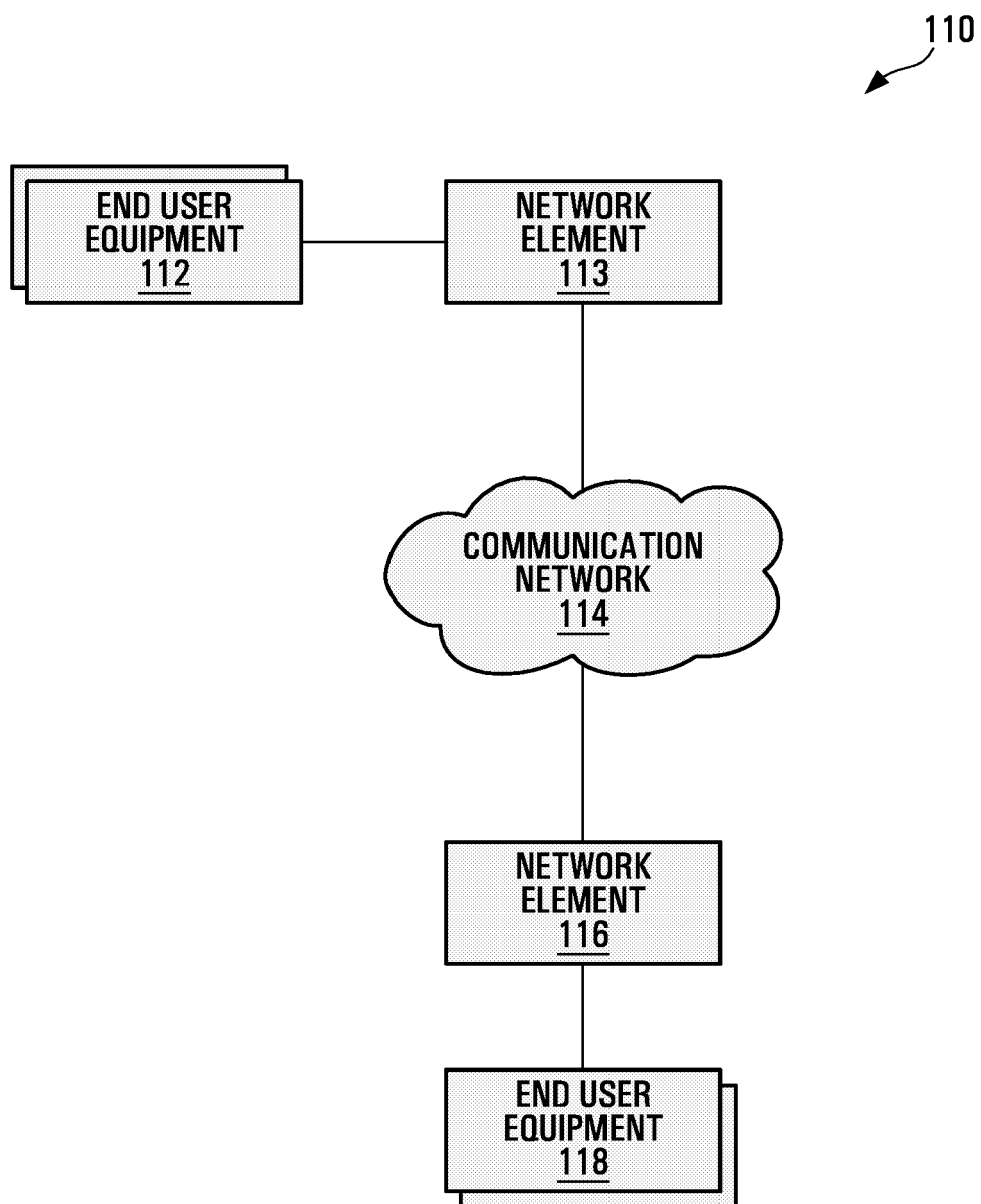 110
END USER
EQUIPMENT
112
NETWORK
ELEMENT
113
COMMUNICATION
NETWORK
114
NETWORK
ELEMENT
116
END USER
EQUIPMENT
118